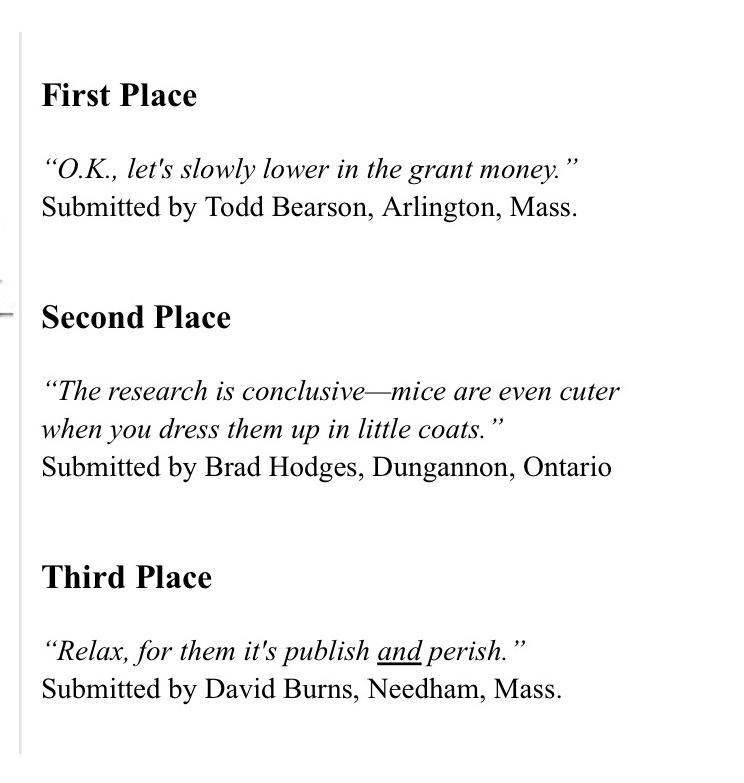 First Place
“O.K., let's slowly lower in the grant money.”
Submitted by Todd Bearson, Arlington, Mass.
Second Place
“The research is conclusive—mice are even cuter
when you dress them up in little coats.”
Submitted by Brad Hodges, Dungannon, Ontario
Third Place
“Relax, for them it's publish and perish.”
Submitted by David Burns, Needham, Mass.